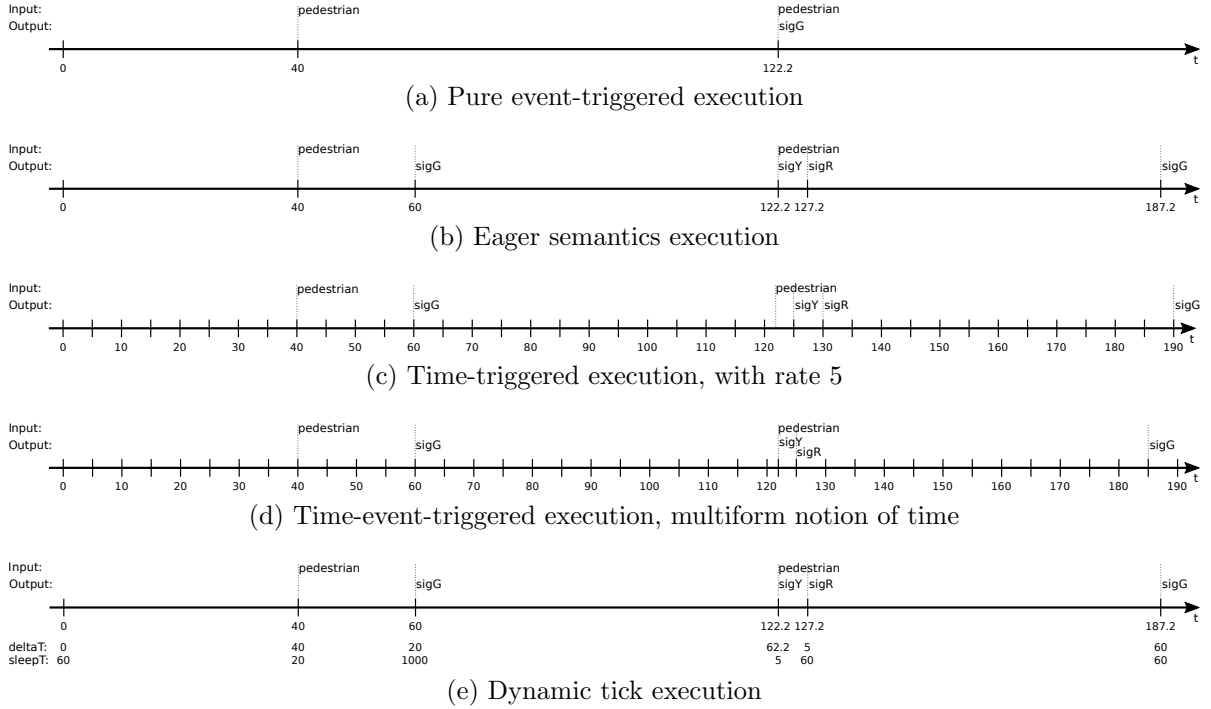 Input: pedestrian pedestrian
Output: sigG
0 40 122.2 t
(a) Pure event-triggered execution
Input: pedestrian pedestrian
Output: sigG sigY sigR sigG
0 40 60 122.2 127.2 187.2 t
(b) Eager semantics execution
Input: pedestrian pedestrian
Output: sigG sigY sigR sigG
0 10 20 30 40 50 60 70 80 90 100 110 120 130 140 150 160 170 180 190 t
(c) Time-triggered execution, with rate 5
Input: pedestrian pedestrian
Output: sigG sigY sigR sigG
0 10 20 30 40 50 60 70 80 90 100 110 120 130 140 150 160 170 180 190 t
(d) Time-event-triggered execution, multiform notion of time
Input: pedestrian pedestrian
Output: sigG sigY sigR sigG
0 40 60 122.2 127.2 187.2 t
deltaT: 0 40 20 62.2 5 60
sleepT: 60 20 1000 5 60 60
(e) Dynamic tick execution